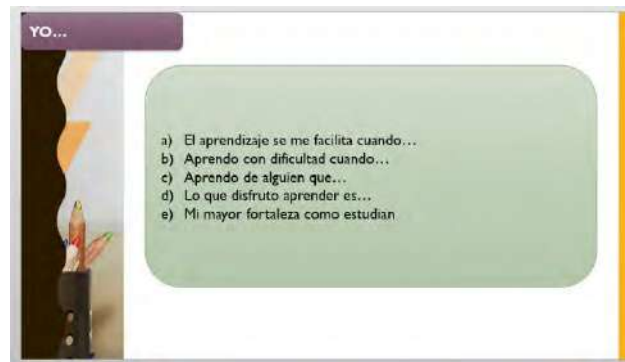 YO...
a) El aprendizaje se me facilita cuando...
b) Aprendo con dificultad cuando...
c) Aprendo de alguien que...
d) Lo que disfruto aprender es...
e) Mi mayor fortaleza como estudian